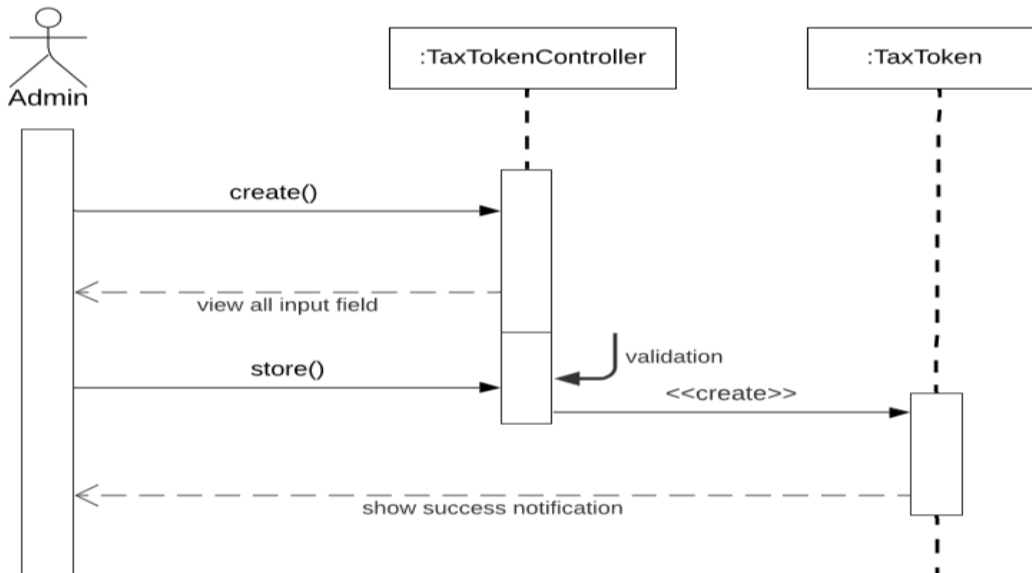 Admin
:TaxTokenController
:TaxToken
create()
view all input field
validation
store()
<<create>>
show success notification